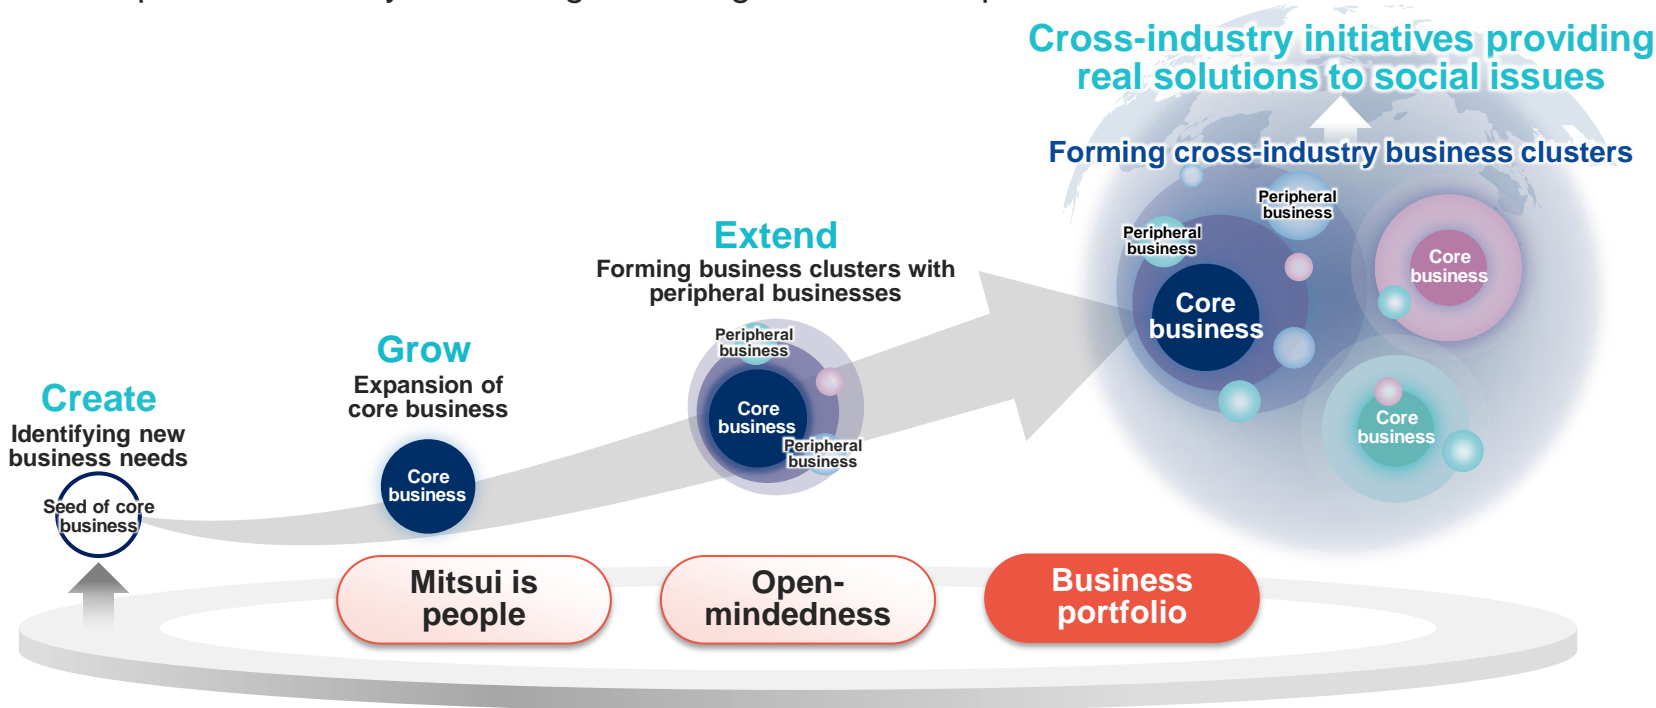 Cross-industry initiatives providing
real solutions to social issues
Forming cross-industry business clusters
Peripheral
business
Peripheral
business
Core
business
Core
business
Core
business
Extend
Forming business clusters with
peripheral businesses
Peripheral
business
Core
business
Peripheral
business
Grow
Expansion of
core business
Core
business
Create
Identifying new
business needs
Seed of core
business
Mitsui is
people
Open-
mindedness
Business
portfolio